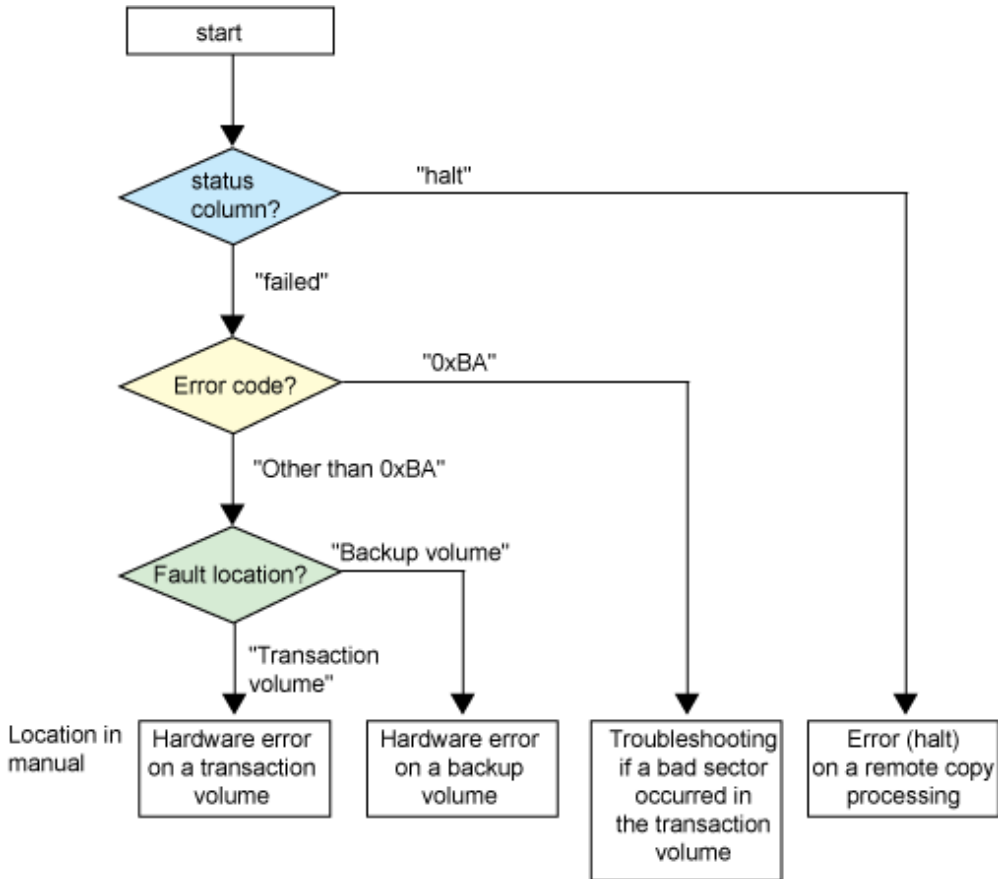 start
status
column?
"halt"
"failed"
Error code?
"0xBA"
"Other than 0xBA"
Fault location?
"Backup volume"
"Transaction
volume"
Location in
manual
Hardware error
on a transaction
volume
Hardware error
on a backup
volume
Troubleshooting
if a bad sector
occurred in
the transaction
volume
Error (halt)
on a remote copy
processing